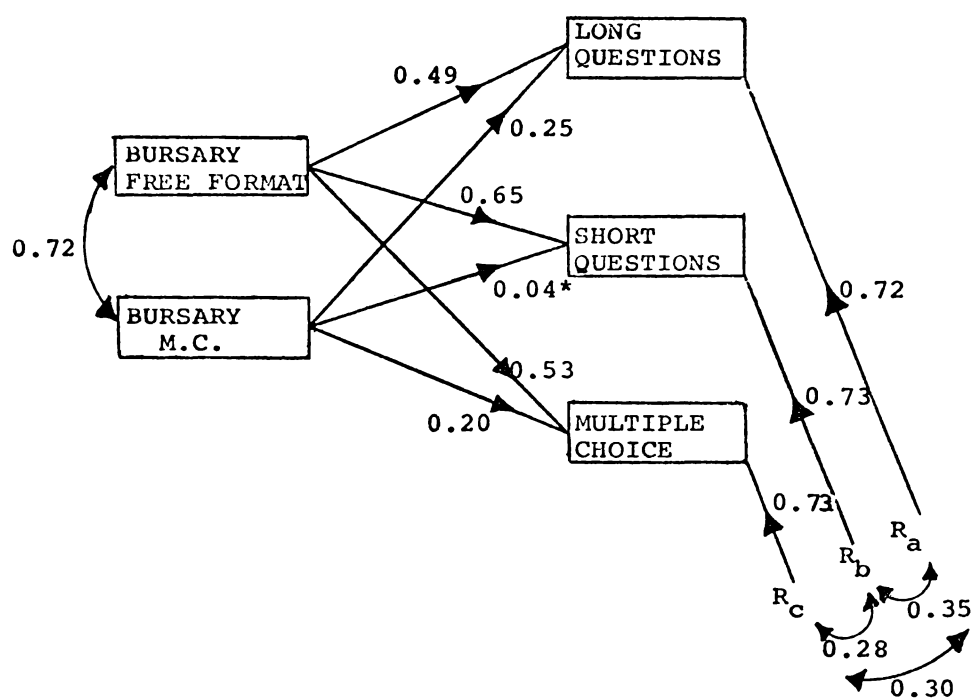 LONG
QUESTIONS
0.49
0.25
BURSARY
FREE FORMAT
0.65
0.72
SHORT
QUESTIONS
0.04*
0.72
BURSARY
M.C.
0.53
0.73
0.20
MULTIPLE
CHOICE
0.73
Ra
Rb
Rc
0.35
0.28
0.30